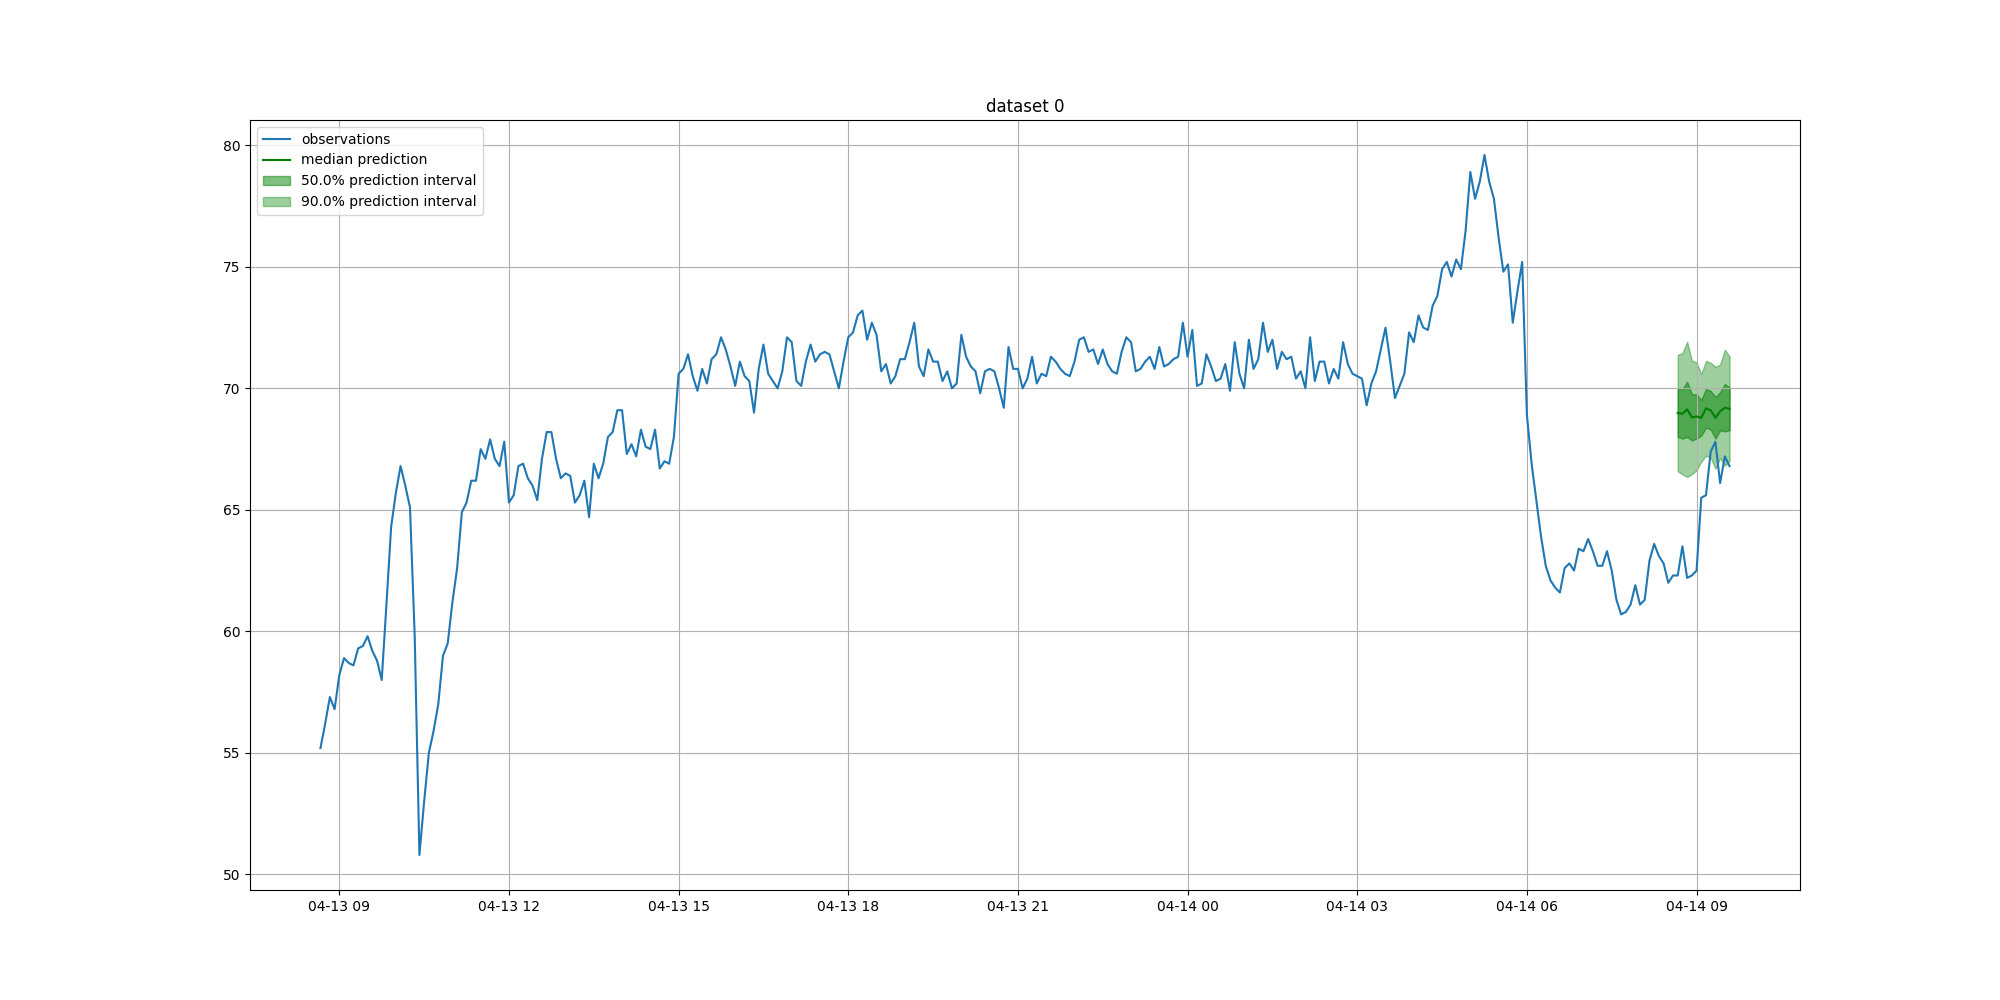 dataset 0
observations
median prediction
50.0% prediction interval
90.0% prediction interval
80
75
70
65
60
55
50
04-13 09 04-13 12 04-13 15 04-13 18 04-13 21 04-14 00 04-14 03 04-14 06 04-14 09